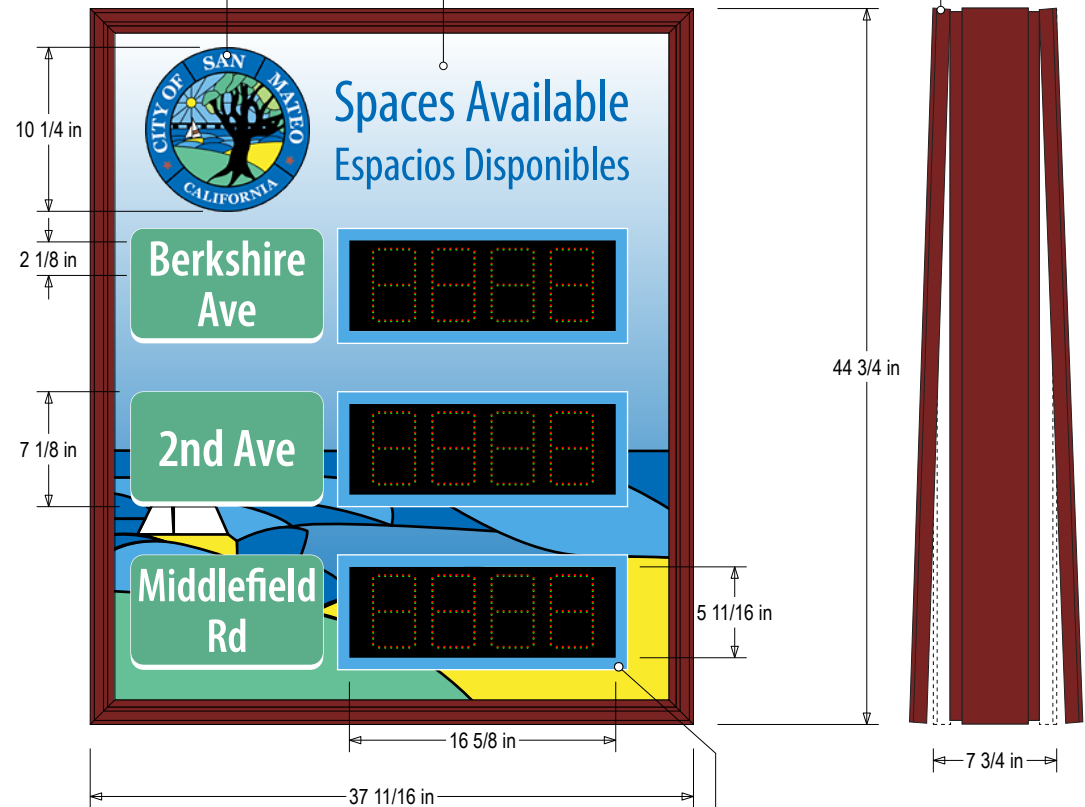 CITY OF SAN MATEO
CALIFORNIA
Spaces Available
Espacios Disponibles
10 1/4 in
2 1/8 in
Berkshire
Ave
44 3/4 in
7 1/8 in
2nd Ave
Middlefield
Rd
5 11/16 in
16 5/8 in
7 3/4 in
37 11/16 in